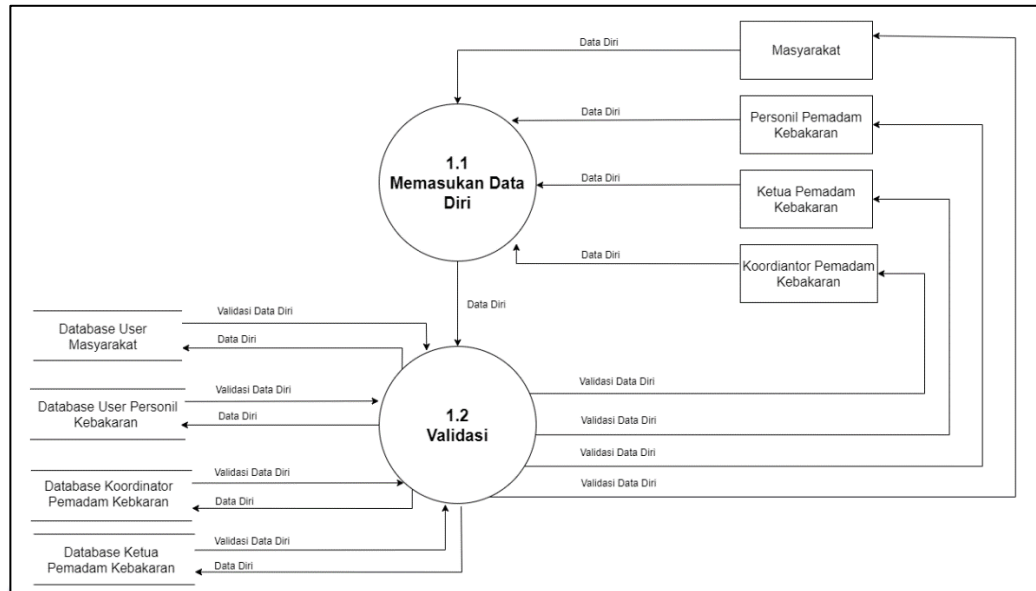 Data Diri
Masyarakat
Data Diri
Personil Pemadam
Kebakaran
1.1
Memasukan Data
Diri
Data Diri
Ketua Pemadam
Kebakaran
Data Diri
Koordiantor Pemadam
Kebakaran
Data Diri
Validasi Data Diri
Database User
Masyarakat
Data Diri
Validasi Data Diri
Database User Personil
Kebakaran
Data Diri
1.2
Validasi
Validasi Data Diri
Validasi Data Diri
Validasi Data Diri
Validasi Data Diri
Validasi Data Diri
Database Koordinator
Pemadam Kebkaran
Data Diri
Validasi Data Diri
Database Ketua
Pemadam Kebakaran
Data Diri